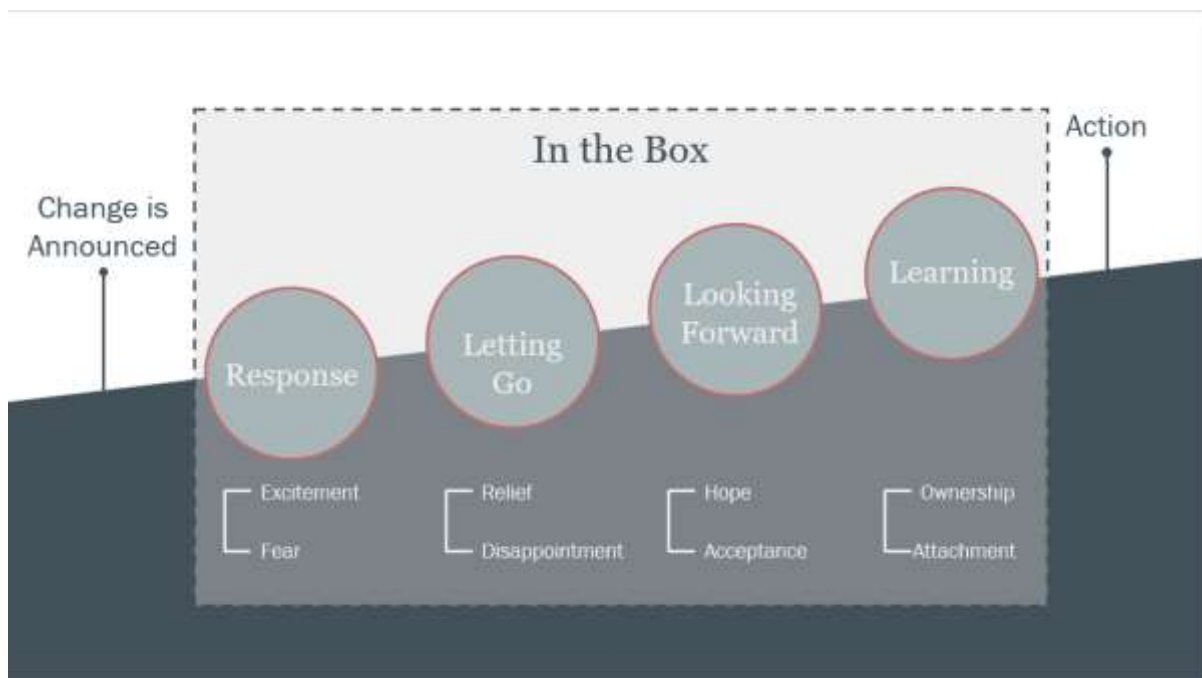 In the Box
Action
Change is
Announced
Response
Letting
Go
Looking
Forward
Learning
Excitement
Fear
Relief
Disappointment
Hope
Acceptance
Ownership
Attachment